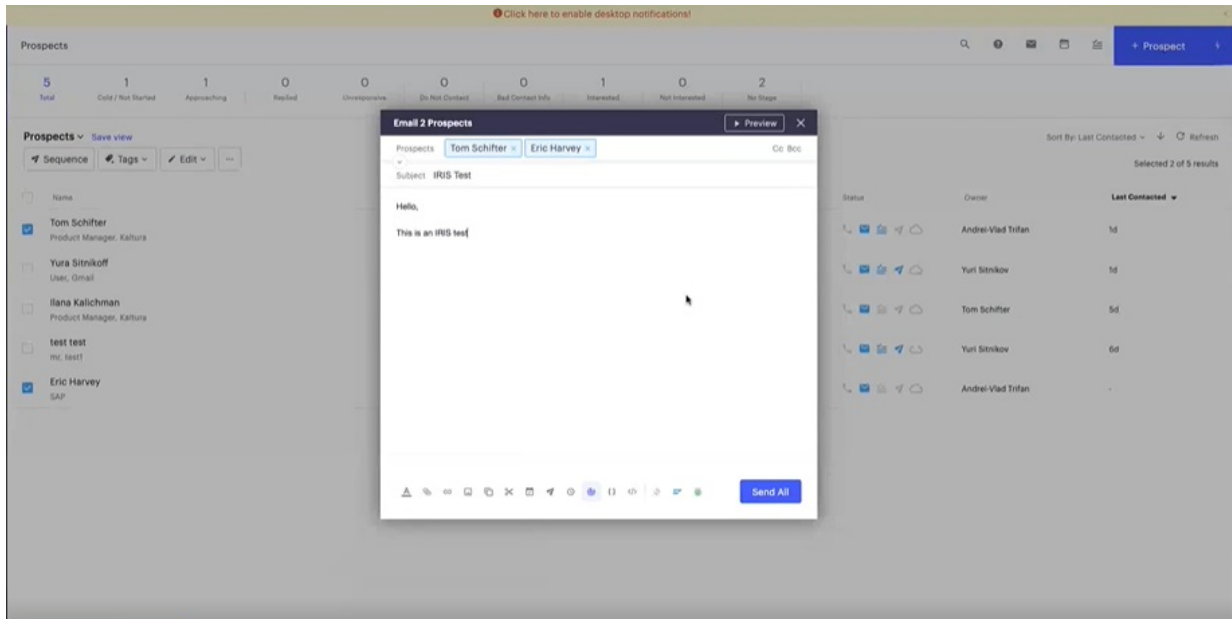 Click here to enable desktop notifications!
Prospects
+ Prospect
5 1 1 0 0 0 0 1 0 2
Total Cold / Not Started Approaching Replied Unresponsive Do Not Contact Bad Contact Info Interested Not Interested No Stage
Email 2 Prospects
Preview
Prospects Save view
Sort By: Last Contacted Refresh
Prospects Tom Schifter × Eric Harvey × Cc Bcc
Sequence Tags Edit ...
Selected 2 of 5 results
Subject IRIS Test
Name Status Owner Last Contacted
Hello,
Tom Schifter
Product Manager, Kaltura
Andrei-Vlad Trifan 1d
This is an IRIS test
Yura Sitnikoff
User, Gmail
Yuri Sitnikov 1d
Ilana Kalichman
Product Manager, Kaltura
Tom Schifter 5d
test test
mr, test1
Yuri Sitnikov 6d
Eric Harvey
SAP
Andrei-Vlad Trifan -
Send All